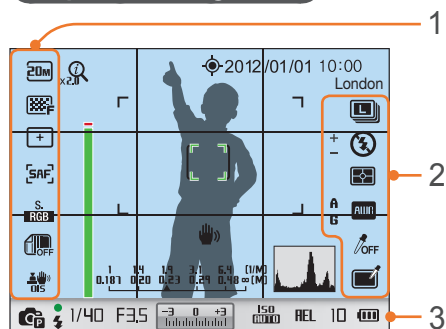 1
2012/01/01 10:00
London
20M
x2.0
F
L
+
-
2
SAF
S.
RGB
A
G
AWB
OFF
OFF
OIS
1 1.4 1.9 3.1 6.4 (1/M)
0.187 0.20 0.23 0.29 0.48 ∞ (M)
P
1/40 F3.5
-3 0 +3
ISO
AUTO
AEL 10
3